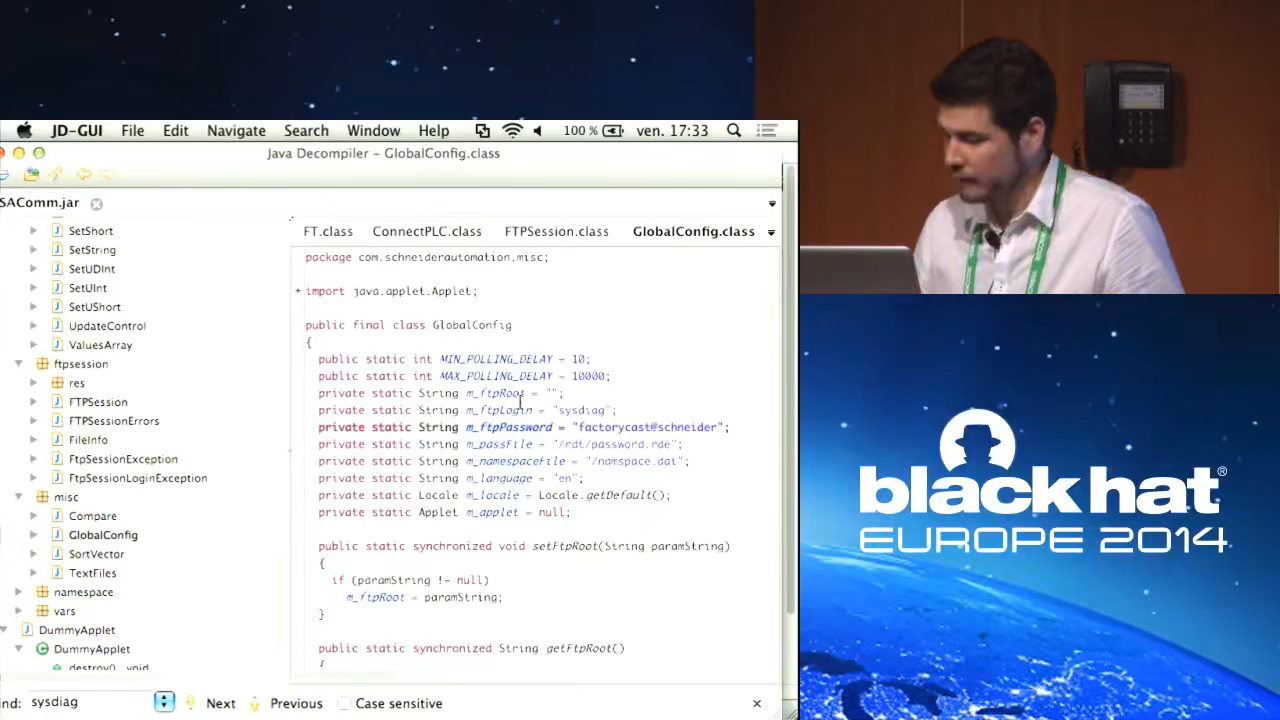 JD-GUI File Edit Navigate Search Window Help 100 % ven. 17:33
Java Decompiler - GlobalConfig.class
SAComm.jar
SetShort
SetString
SetUDInt
SetUInt
SetUShort
UpdateControl
ValuesArray
ftpsession
res
FTPSession
FTPSessionErrors
FileInfo
FtpSessionException
FtpSessionLoginException
misc
Compare
GlobalConfig
SortVector
TextFiles
namespace
vars
DummyApplet
DummyApplet
destroy() : void
FT.class ConnectPLC.class FTPSession.class GlobalConfig.class
package com.schneiderautomation.misc;
+ import java.applet.Applet;
public final class GlobalConfig
{
public static int MIN_POLLING_DELAY = 10;
public static int MAX_POLLING_DELAY = 10000;
private static String m_ftpRoot = "";
private static String m_ftpLogin = "sysdiag";
private static String m_ftpPassword = "factorycast@schneider";
private static String m_passFile = "/rdt/password.rde";
private static String m_namespaceFile = "/namspace.dat";
private static String m_language = "en";
private static Locale m_locale = Locale.getDefault();
private static Applet m_applet = null;
public static synchronized void setFtpRoot(String paramString)
{
if (paramString != null)
m_ftpRoot = paramString;
}
public static synchronized String getFtpRoot()
{
ind: sysdiag Next Previous Case sensitive
black hat®
EUROPE 2014